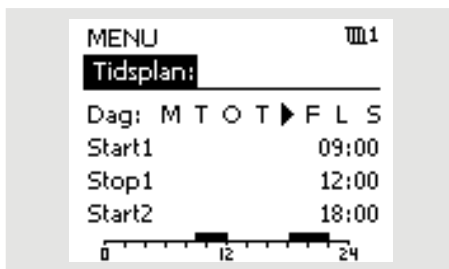 MENU 1
Tidsplan:
Dag: M T O T ▶ F L S
Start1 09:00
Stop1 12:00
Start2 18:00
0 12 24